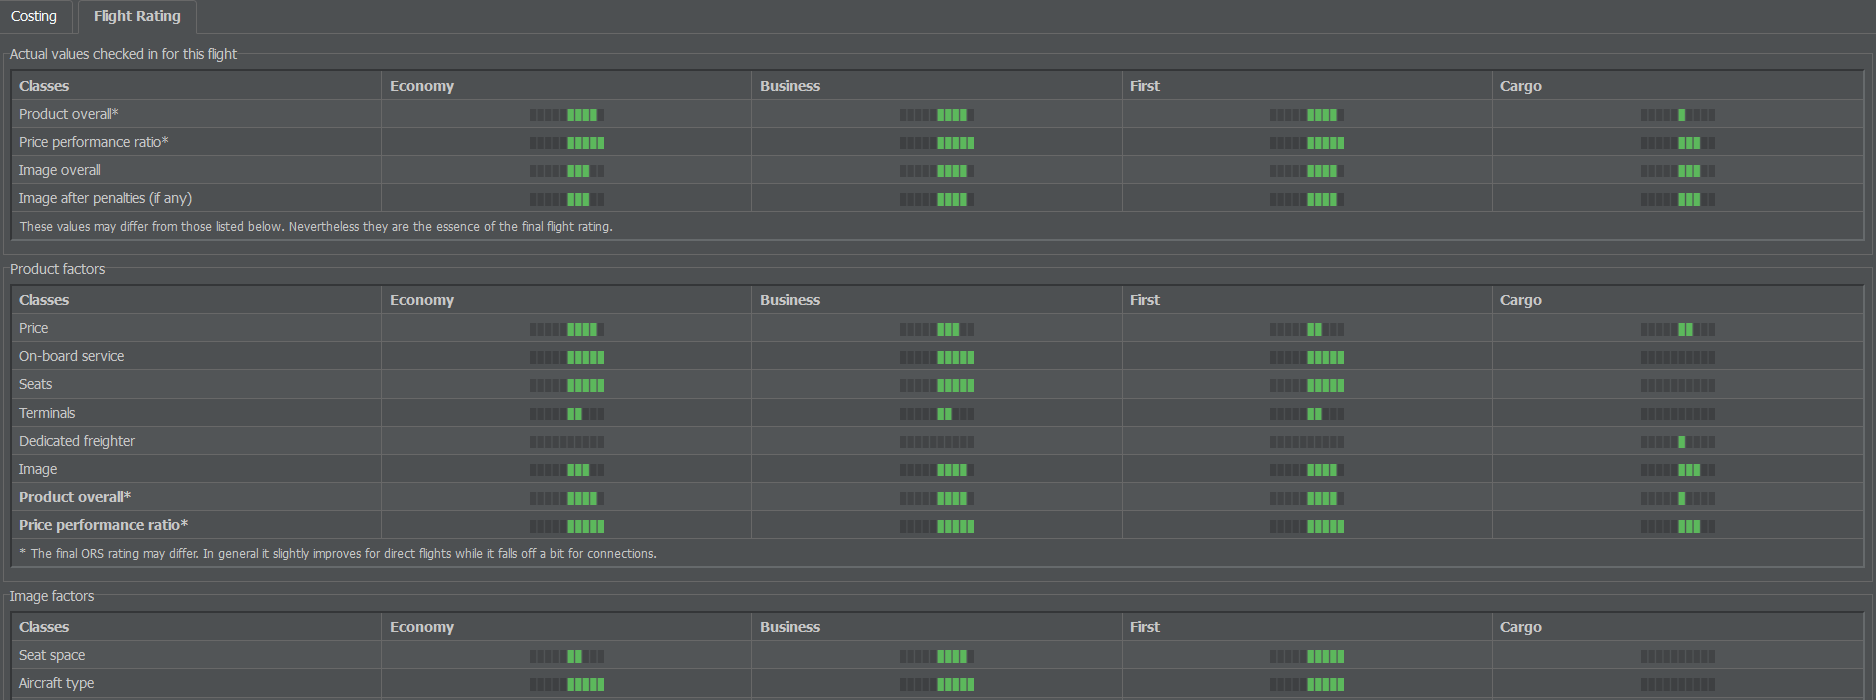 Costing Flight Rating
Actual values checked in for this flight
Classes Economy Business First Cargo
Product overall*
Price performance ratio*
Image overall
Image after penalties (if any)
These values may differ from those listed below. Nevertheless they are the essence of the final flight rating.
Product factors
Classes Economy Business First Cargo
Price
On-board service
Seats
Terminals
Dedicated freighter
Image
Product overall*
Price performance ratio*
* The final ORS rating may differ. In general it slightly improves for direct flights while it falls off a bit for connections.
Image factors
Classes Economy Business First Cargo
Seat space
Aircraft type